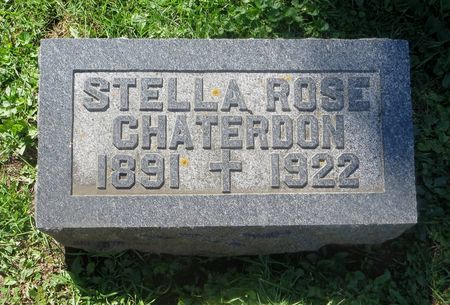 STELLA ROSE
CHATERDON
1891 ✝ 1922